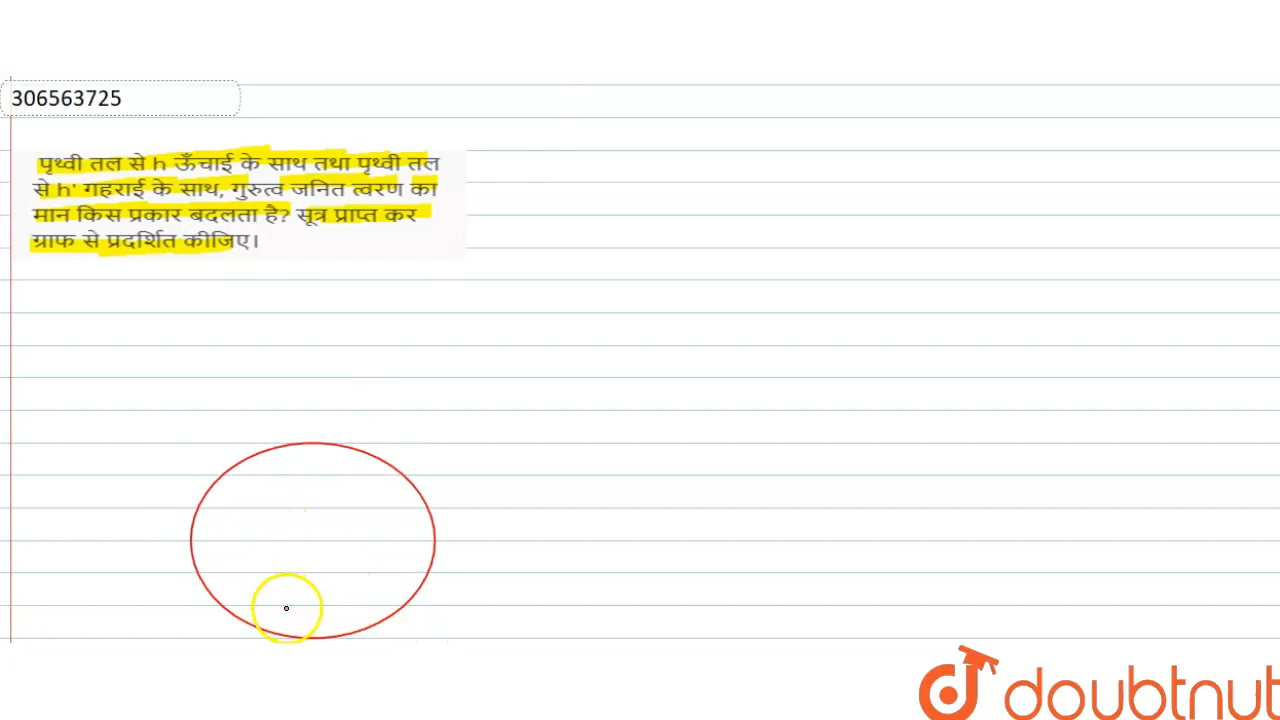 306563725
पृथ्वी तल से h ऊँचाई के साथ तथा पृथ्वी तल
से h' गहराई के साथ, गुरुत्व जनित त्वरण का
मान किस प्रकार बदलता है? सूत्र प्राप्त कर
ग्राफ से प्रदर्शित कीजिए।
doubtnut